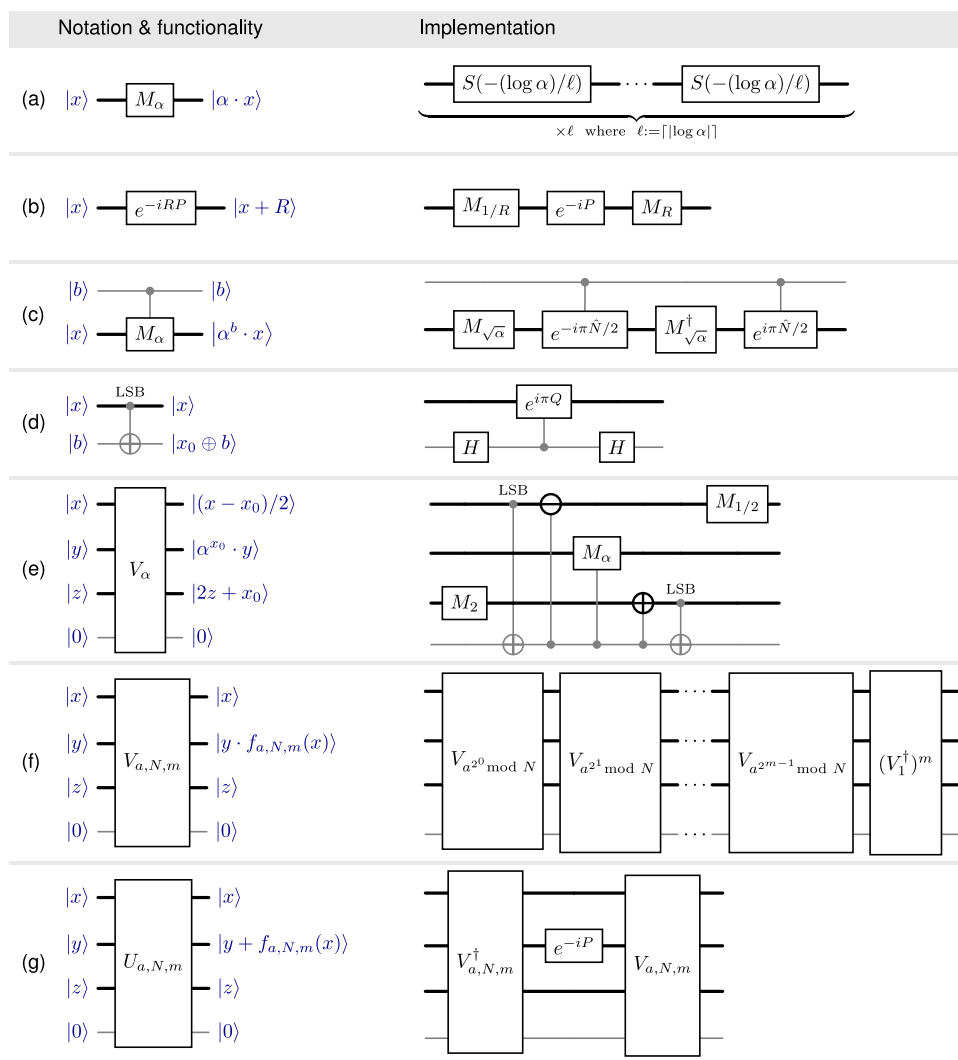 Notation & functionality Implementation
(a) |x⟩ M_α |α · x⟩ S(−(log α)/ℓ) ··· S(−(log α)/ℓ)
×ℓ where ℓ:=⌈|log α|⌉
(b) |x⟩ e^{−iRP} |x + R⟩ M_{1/R} e^{−iP} M_R
|b⟩ |b⟩
(c) |x⟩ M_α |α^b · x⟩ M_{√α} e^{−iπN̂/2} M^†_{√α} e^{iπN̂/2}
LSB
(d) |x⟩ |x⟩ e^{iπQ}
|b⟩ |x_0 ⊕ b⟩ H H
|x⟩ |(x − x_0)/2⟩ LSB M_{1/2}
|y⟩ |α^{x_0} · y⟩ M_α
(e) V_α
|z⟩ |2z + x_0⟩ M_2 LSB
|0⟩ |0⟩
|x⟩ |x⟩ ···
|y⟩ |y · f_{a,N,m}(x)⟩ ···
(f) V_{a,N,m} V_{a^{2^0} mod N} V_{a^{2^1} mod N} V_{a^{2^{m−1}} mod N} (V_1^†)^m
|z⟩ |z⟩ ···
|0⟩ |0⟩ ···
|x⟩ |x⟩
|y⟩ |y + f_{a,N,m}(x)⟩ e^{−iP}
(g) U_{a,N,m} V^†_{a,N,m} V_{a,N,m}
|z⟩ |z⟩
|0⟩ |0⟩